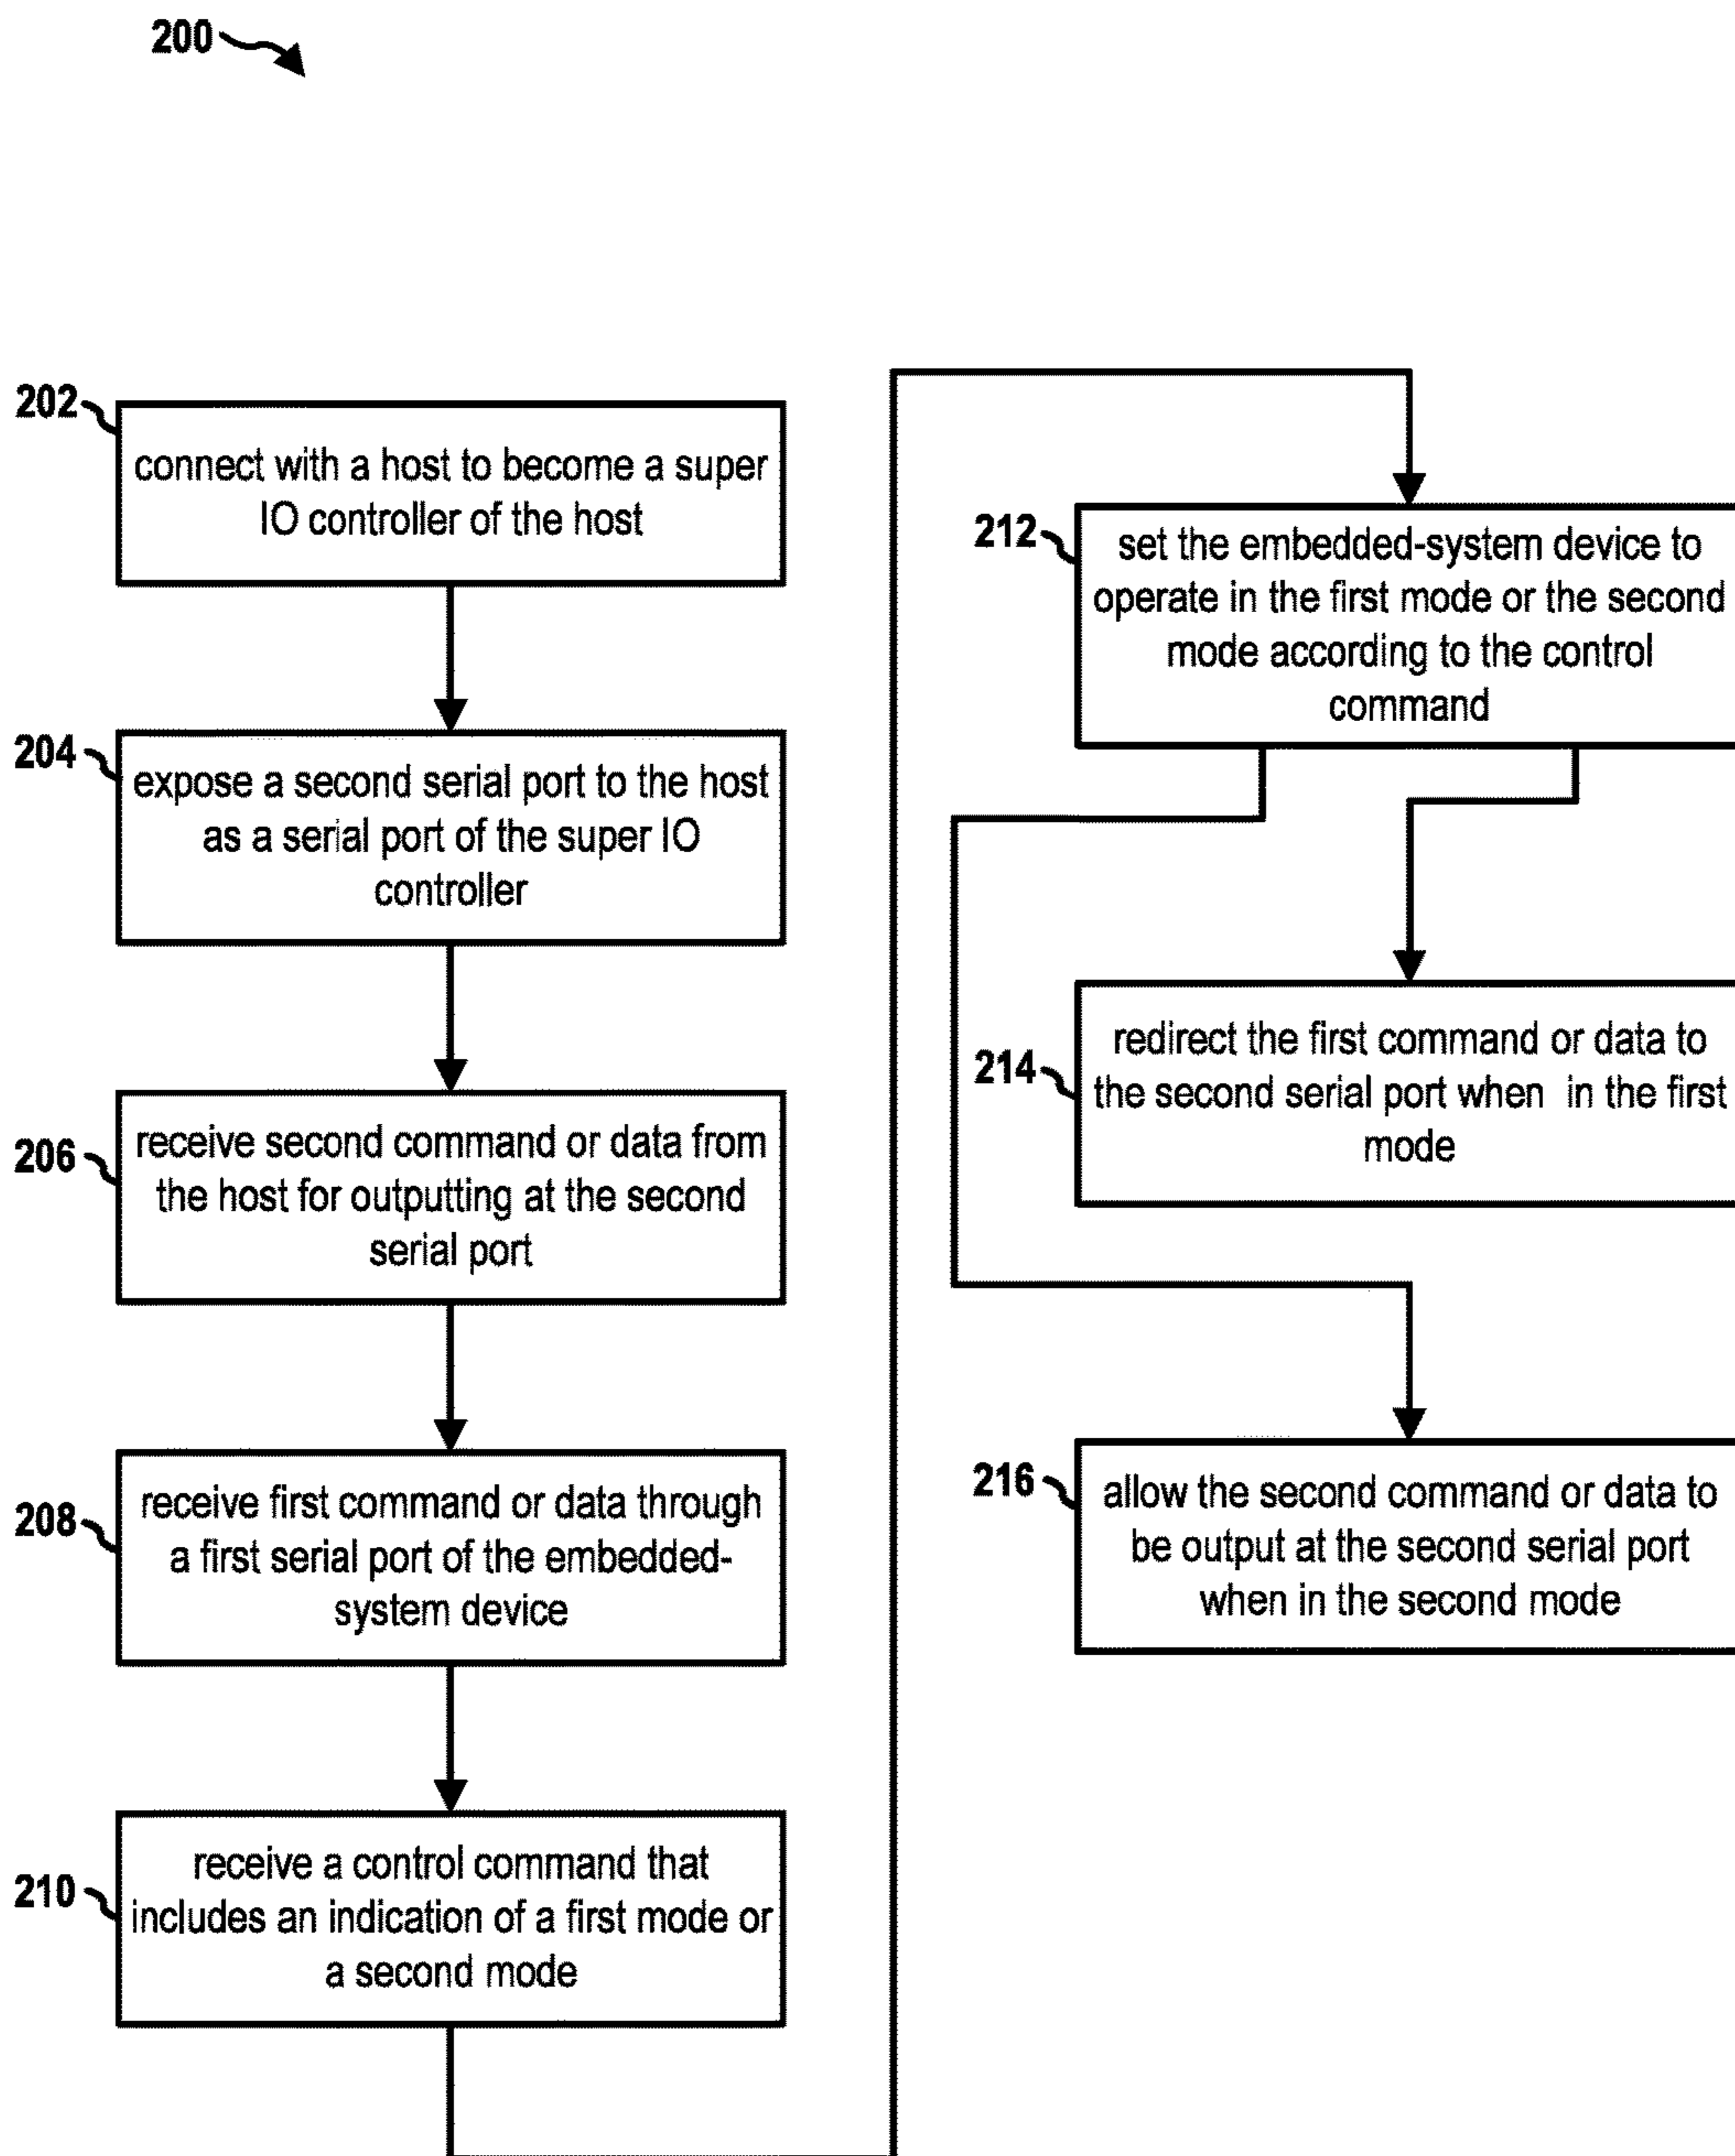 200
202
connect with a host to become a super
IO controller of the host
204
expose a second serial port to the host
as a serial port of the super IO
controller
206
receive second command or data from
the host for outputting at the second
serial port
208
receive first command or data through
a first serial port of the embedded-
system device
210
receive a control command that
includes an indication of a first mode or
a second mode
212
set the embedded-system device to
operate in the first mode or the second
mode according to the control
command
214
redirect the first command or data to
the second serial port when in the first
mode
216
allow the second command or data to
be output at the second serial port
when in the second mode